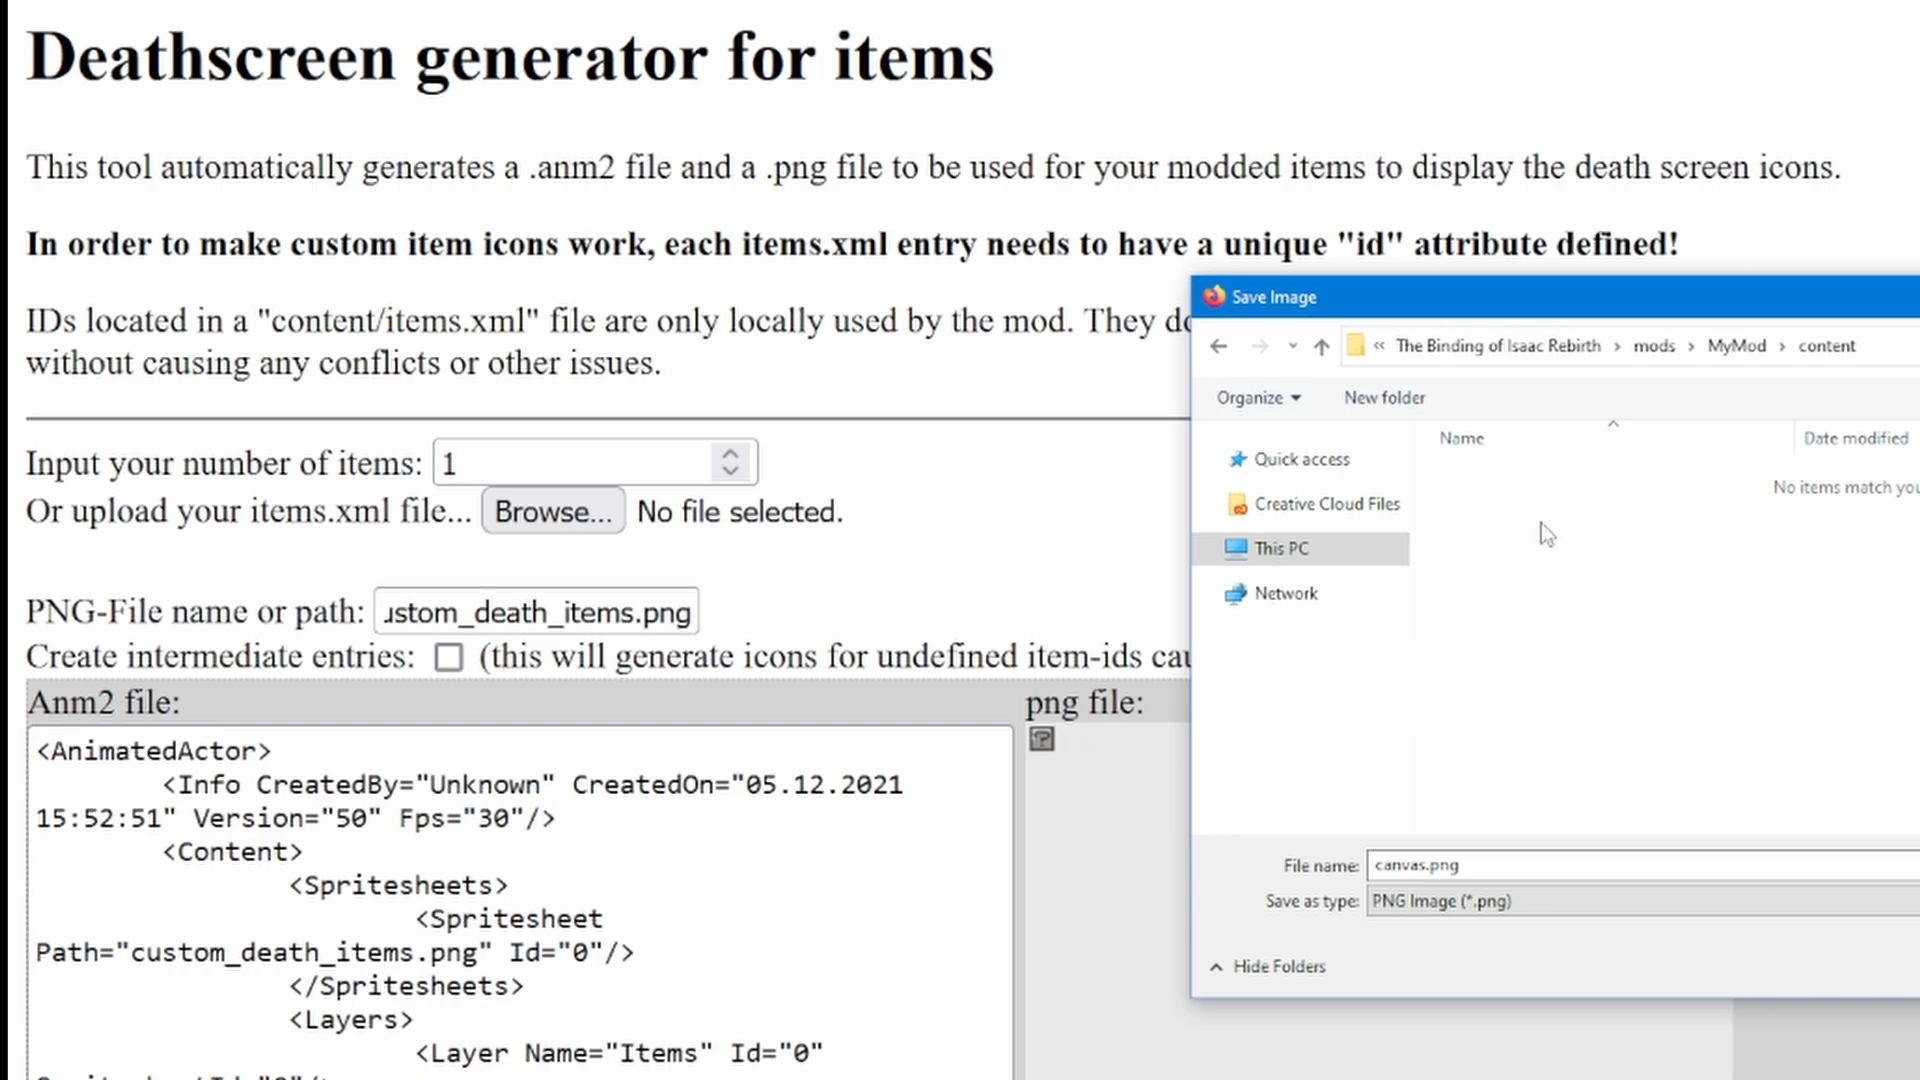 Deathscreen generator for items
This tool automatically generates a .anm2 file and a .png file to be used for your modded items to display the death screen icons.
In order to make custom item icons work, each items.xml entry needs to have a unique "id" attribute defined!
IDs located in a "content/items.xml" file are only locally used by the mod. They do
without causing any conflicts or other issues.
Input your number of items: 1
Or upload your items.xml file... Browse... No file selected.
PNG-File name or path: ustom_death_items.png
Create intermediate entries: (this will generate icons for undefined item-ids cau
Anm2 file:
png file:
<AnimatedActor>
<Info CreatedBy="Unknown" CreatedOn="05.12.2021
15:52:51" Version="50" Fps="30"/>
<Content>
<Spritesheets>
<Spritesheet
Path="custom_death_items.png" Id="0"/>
</Spritesheets>
<Layers>
<Layer Name="Items" Id="0"
Save Image
« The Binding of Isaac Rebirth › mods › MyMod › content
Organize New folder
Name Date modified
Quick access
No items match you
Creative Cloud Files
This PC
Network
File name: canvas.png
Save as type: PNG Image (*.png)
Hide Folders